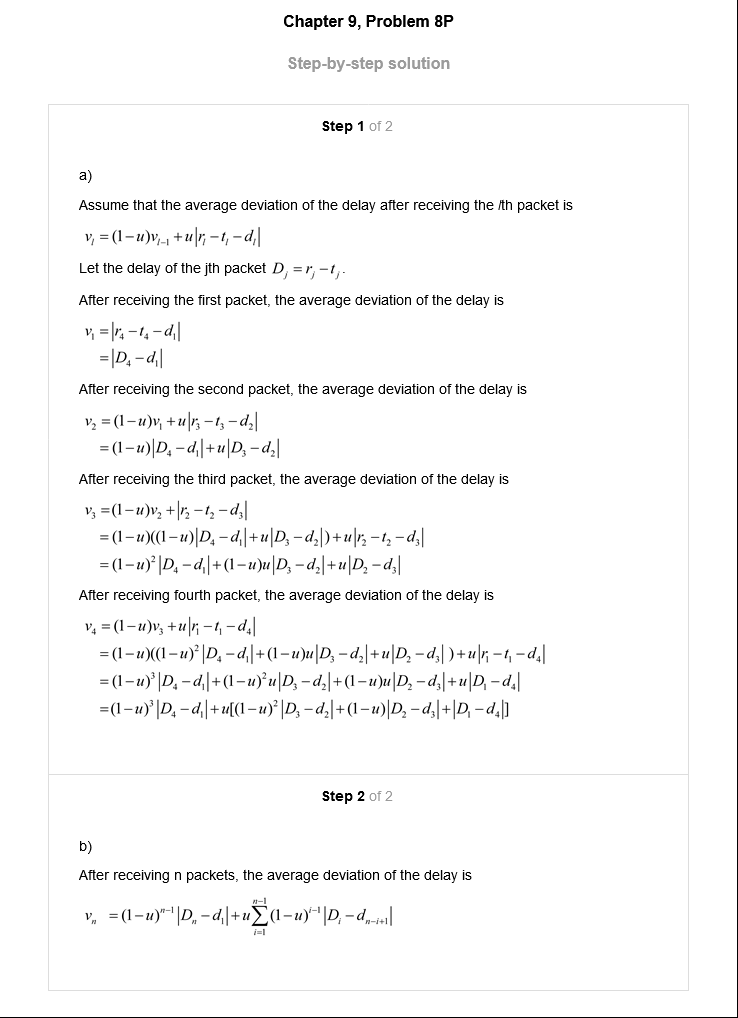 Chapter 9, Problem 8P
Step-by-step solution
Step 1 of 2
a)
Assume that the average deviation of the delay after receiving the lth packet is
v_l = (1−u)v_{l−1} + u|r_l − t_l − d_l|
Let the delay of the jth packet D_j = r_j − t_j.
After receiving the first packet, the average deviation of the delay is
v_1 = |r_4 − t_4 − d_1|
= |D_4 − d_1|
After receiving the second packet, the average deviation of the delay is
v_2 = (1−u)v_1 + u|r_3 − t_3 − d_2|
= (1−u)|D_4 − d_1| + u|D_3 − d_2|
After receiving the third packet, the average deviation of the delay is
v_3 = (1−u)v_2 + |r_2 − t_2 − d_3|
= (1−u)((1−u)|D_4 − d_1| + u|D_3 − d_2|) + u|r_2 − t_2 − d_3|
= (1−u)²|D_4 − d_1| + (1−u)u|D_3 − d_2| + u|D_2 − d_3|
After receiving fourth packet, the average deviation of the delay is
v_4 = (1−u)v_3 + u|r_1 − t_1 − d_4|
= (1−u)((1−u)²|D_4 − d_1| + (1−u)u|D_3 − d_2| + u|D_2 − d_3| ) + u|r_1 − t_1 − d_4|
= (1−u)³|D_4 − d_1| + (1−u)²u|D_3 − d_2| + (1−u)u|D_2 − d_3| + u|D_1 − d_4|
= (1−u)³|D_4 − d_1| + u[(1−u)²|D_3 − d_2| + (1−u)|D_2 − d_3| + |D_1 − d_4|]
Step 2 of 2
b)
After receiving n packets, the average deviation of the delay is
v_n = (1−u)^{n−1}|D_n − d_1| + u∑_{i=1}^{n−1}(1−u)^{i−1}|D_i − d_{n−i+1}|